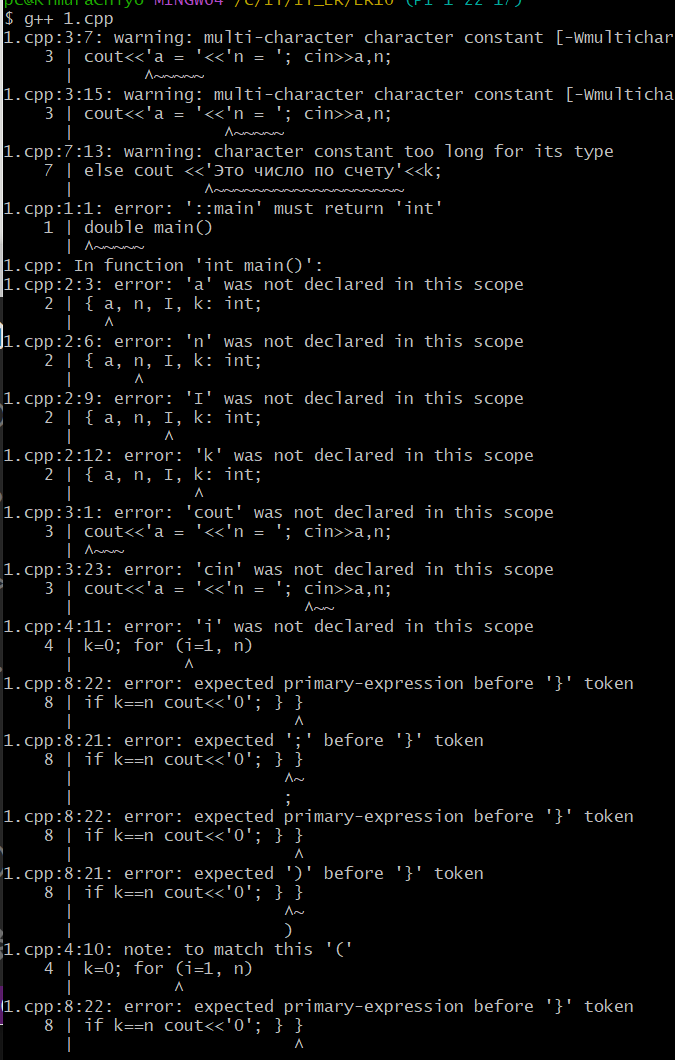 pc@Kimurachiyo MINGW64 /c/IT/IT_LR/LR10 (PI-1-22-17)
$ g++ 1.cpp
1.cpp:3:7: warning: multi-character character constant [-Wmultichar
    3 | cout<<'a = '<<'n = '; cin>>a,n;
      |       ^~~~~~
1.cpp:3:15: warning: multi-character character constant [-Wmulticha
    3 | cout<<'a = '<<'n = '; cin>>a,n;
      |               ^~~~~~
1.cpp:7:13: warning: character constant too long for its type
    7 | else cout <<'Это число по счету'<<k;
      |             ^~~~~~~~~~~~~~~~~~~~
1.cpp:1:1: error: '::main' must return 'int'
    1 | double main()
      | ^~~~~~
1.cpp: In function 'int main()':
1.cpp:2:3: error: 'a' was not declared in this scope
    2 | { a, n, I, k: int;
      |   ^
1.cpp:2:6: error: 'n' was not declared in this scope
    2 | { a, n, I, k: int;
      |      ^
1.cpp:2:9: error: 'I' was not declared in this scope
    2 | { a, n, I, k: int;
      |         ^
1.cpp:2:12: error: 'k' was not declared in this scope
    2 | { a, n, I, k: int;
      |            ^
1.cpp:3:1: error: 'cout' was not declared in this scope
    3 | cout<<'a = '<<'n = '; cin>>a,n;
      | ^~~~
1.cpp:3:23: error: 'cin' was not declared in this scope
    3 | cout<<'a = '<<'n = '; cin>>a,n;
      |                       ^~~
1.cpp:4:11: error: 'i' was not declared in this scope
    4 | k=0; for (i=1, n)
      |           ^
1.cpp:8:22: error: expected primary-expression before '}' token
    8 | if k==n cout<<'0'; } }
      |                      ^
1.cpp:8:21: error: expected ';' before '}' token
    8 | if k==n cout<<'0'; } }
      |                     ^~
      |                     ;
1.cpp:8:22: error: expected primary-expression before '}' token
    8 | if k==n cout<<'0'; } }
      |                      ^
1.cpp:8:21: error: expected ')' before '}' token
    8 | if k==n cout<<'0'; } }
      |                     ^~
      |                     )
1.cpp:4:10: note: to match this '('
    4 | k=0; for (i=1, n)
      |          ^
1.cpp:8:22: error: expected primary-expression before '}' token
    8 | if k==n cout<<'0'; } }
      |                      ^